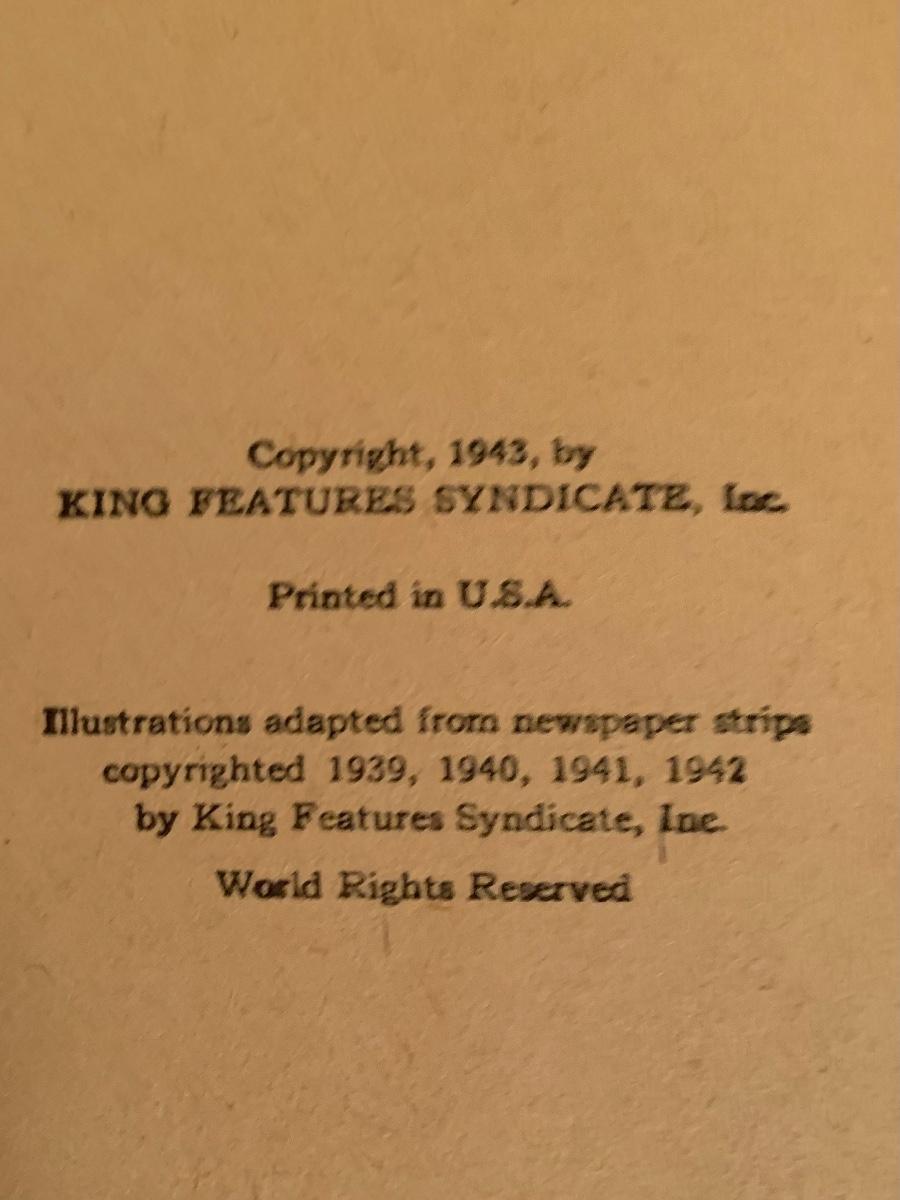 Copyright, 1943, by
KING FEATURES SYNDICATE, Inc.
Printed in U.S.A.
Illustrations adapted from newspaper strips
copyrighted 1939, 1940, 1941, 1942
by King Features Syndicate, Inc.
World Rights Reserved